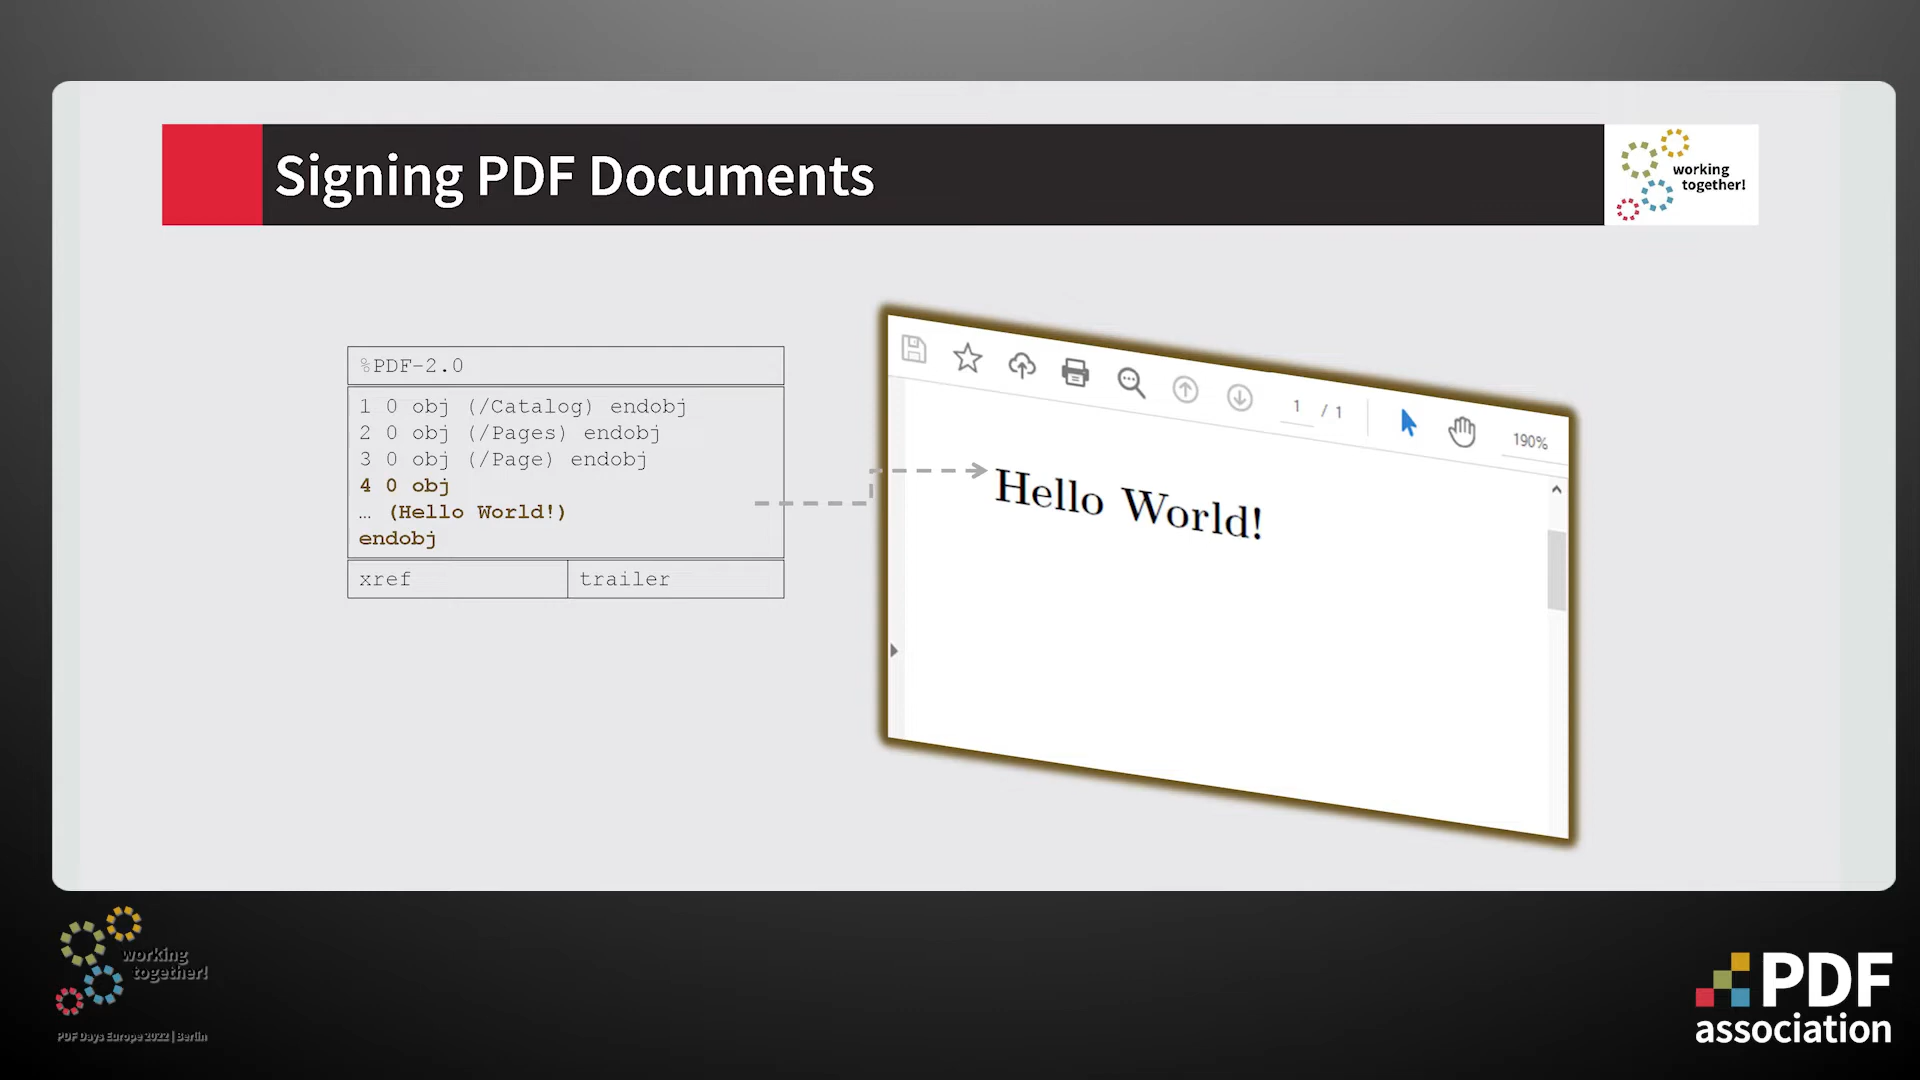 Signing PDF Documents
working
together!
%PDF-2.0
1 0 obj (/Catalog) endobj
2 0 obj (/Pages) endobj
3 0 obj (/Page) endobj
4 0 obj
… (Hello World!)
endobj
xref
trailer
1 / 1
190%
Hello World!
working
together!
PDF Days Europe 2022 | Berlin
PDF
association